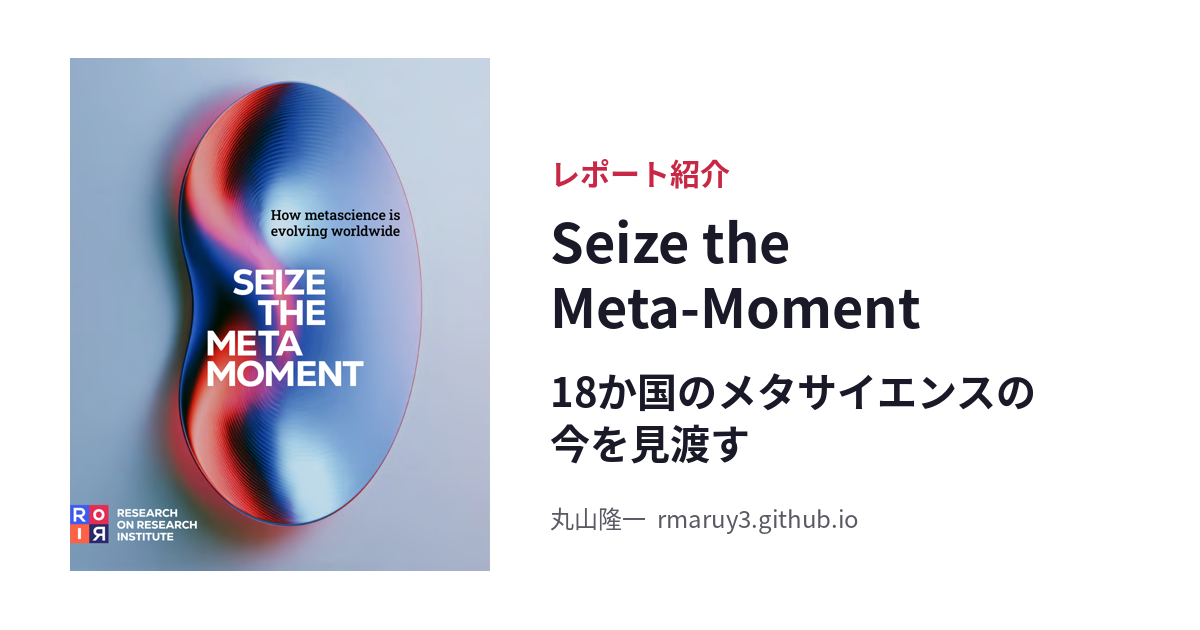 How metascience is
evolving worldwide
SEIZE
THE
META
MOMENT
RESEARCH
ON RESEARCH
INSTITUTE
レポート紹介
Seize the
Meta-Moment
18か国のメタサイエンスの
今を見渡す
丸山隆一 rmaruy3.github.io